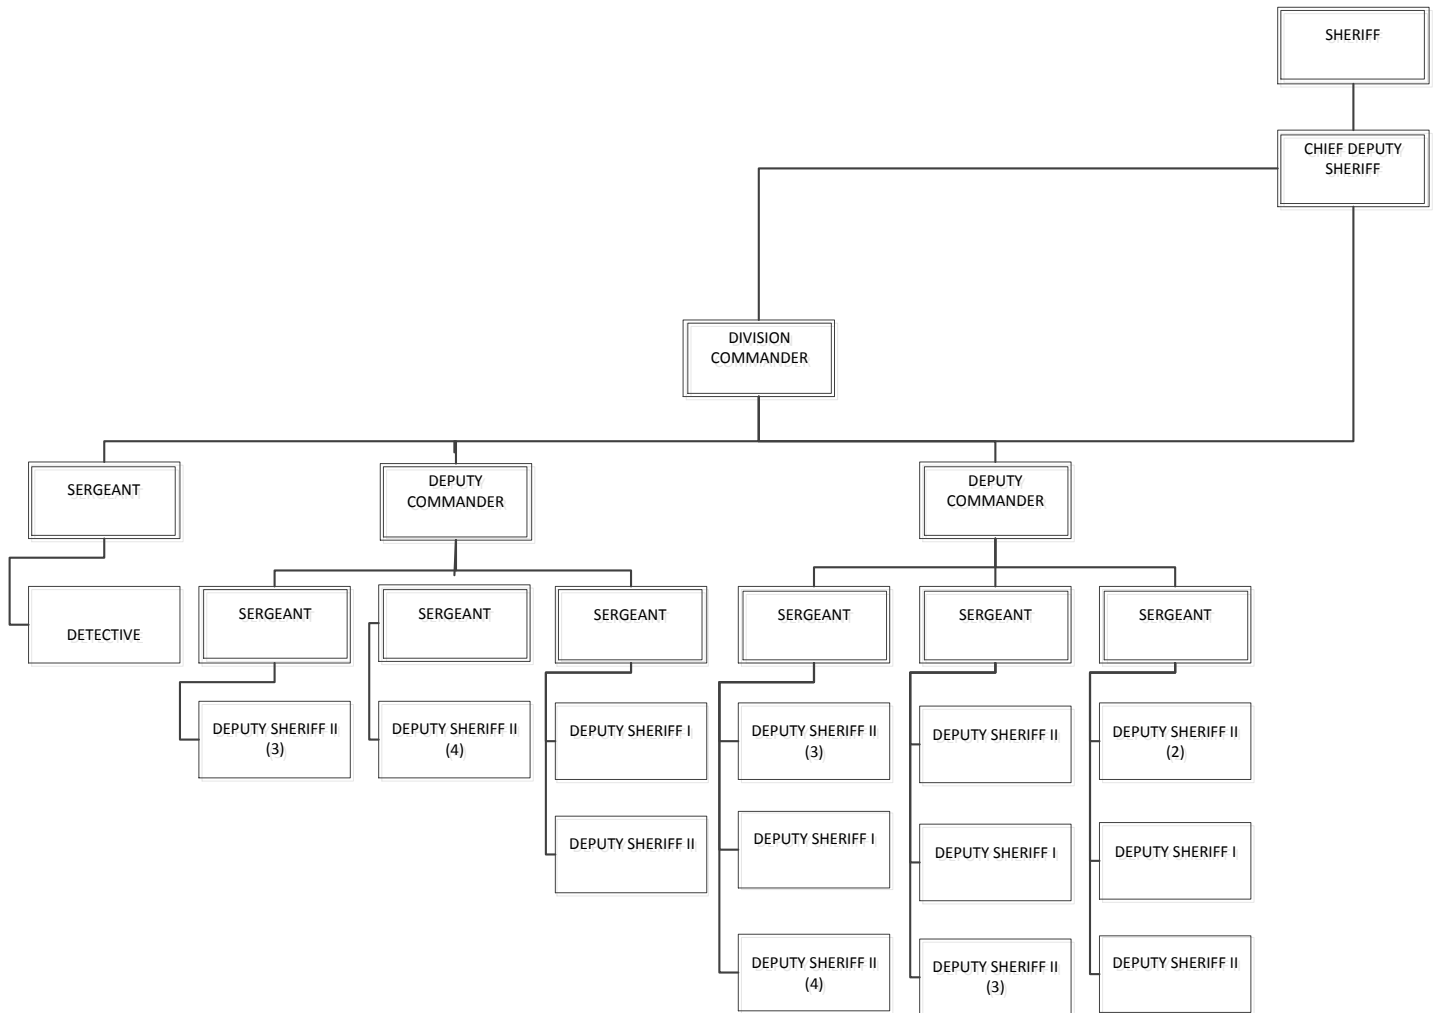 SHERIFF
CHIEF DEPUTY
SHERIFF
DIVISION
COMMANDER
SERGEANT
DEPUTY
COMMANDER
DEPUTY
COMMANDER
DETECTIVE
SERGEANT
SERGEANT
SERGEANT
SERGEANT
SERGEANT
SERGEANT
DEPUTY SHERIFF II
(3)
DEPUTY SHERIFF II
(4)
DEPUTY SHERIFF I
DEPUTY SHERIFF II
(3)
DEPUTY SHERIFF II
DEPUTY SHERIFF II
(2)
DEPUTY SHERIFF II
DEPUTY SHERIFF I
DEPUTY SHERIFF I
DEPUTY SHERIFF I
DEPUTY SHERIFF II
(4)
DEPUTY SHERIFF II
(3)
DEPUTY SHERIFF II